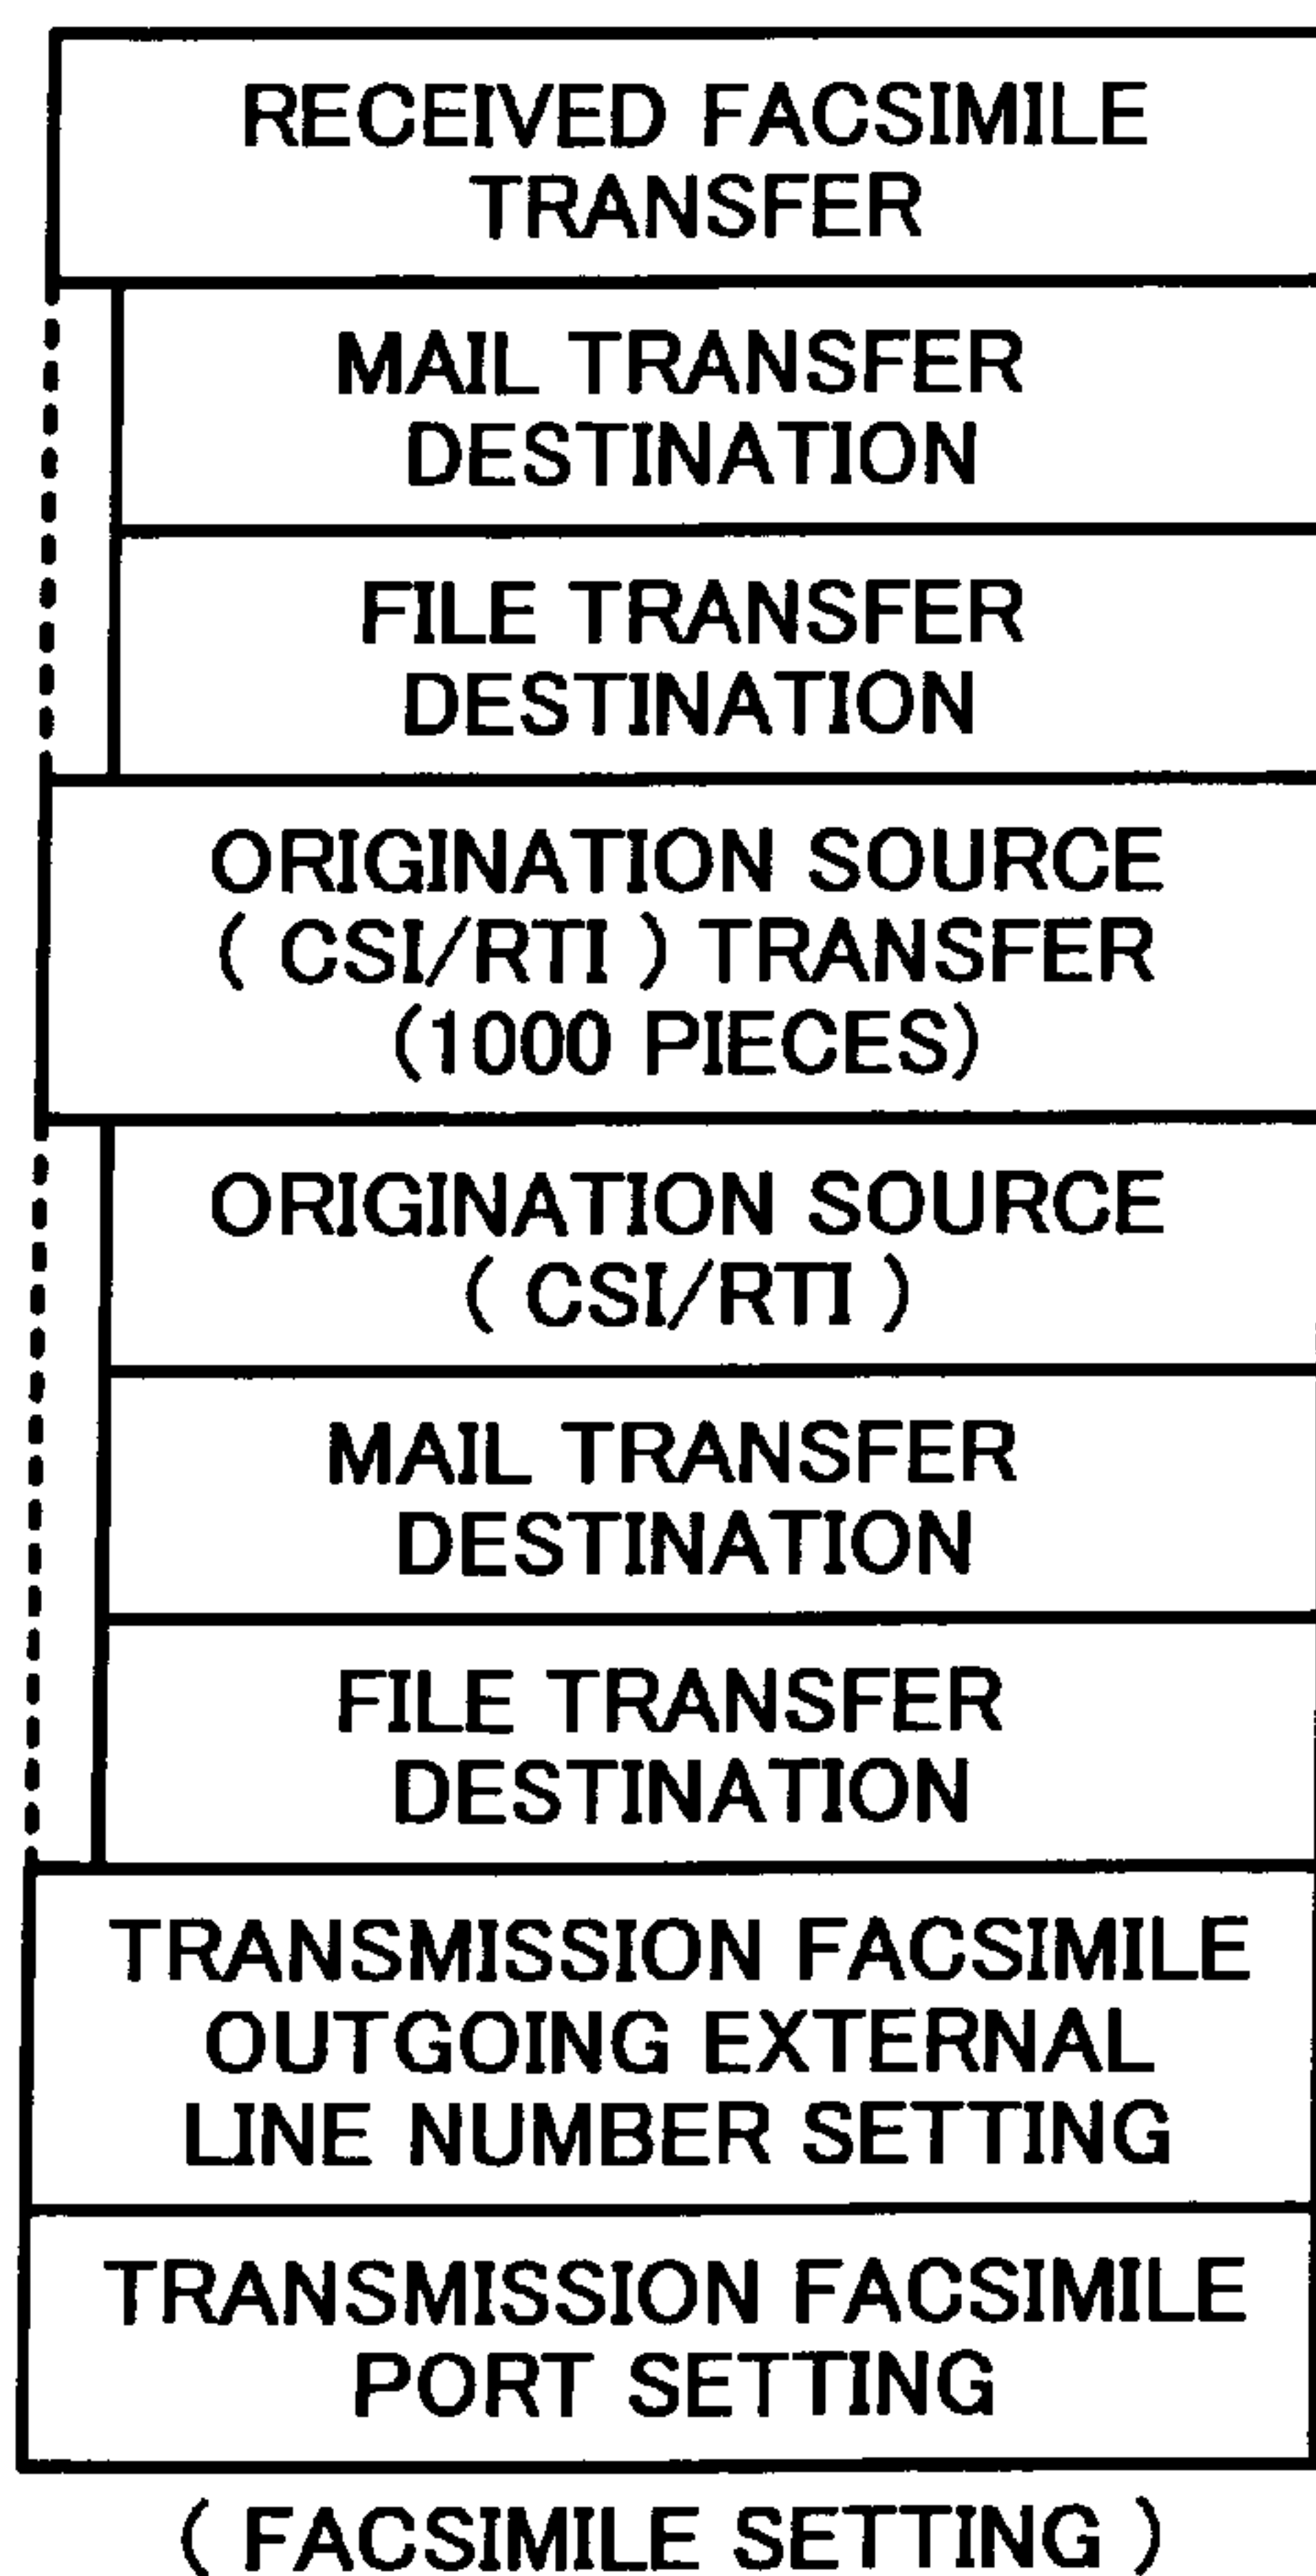 RECEIVED FACSIMILE
TRANSFER
MAIL TRANSFER
DESTINATION
FILE TRANSFER
DESTINATION
ORIGINATION SOURCE
( CSI/RTI ) TRANSFER
(1000 PIECES)
ORIGINATION SOURCE
( CSI/RTI )
MAIL TRANSFER
DESTINATION
FILE TRANSFER
DESTINATION
TRANSMISSION FACSIMILE
OUTGOING EXTERNAL
LINE NUMBER SETTING
TRANSMISSION FACSIMILE
PORT SETTING
( FACSIMILE SETTING )